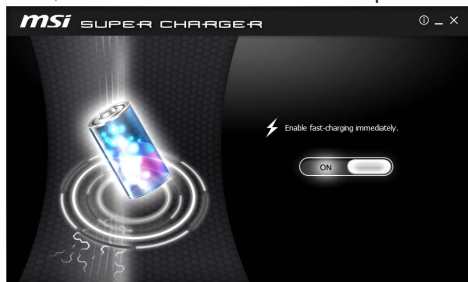 msi SUPER CHARGER
Enable fast-charging immediately.
ON